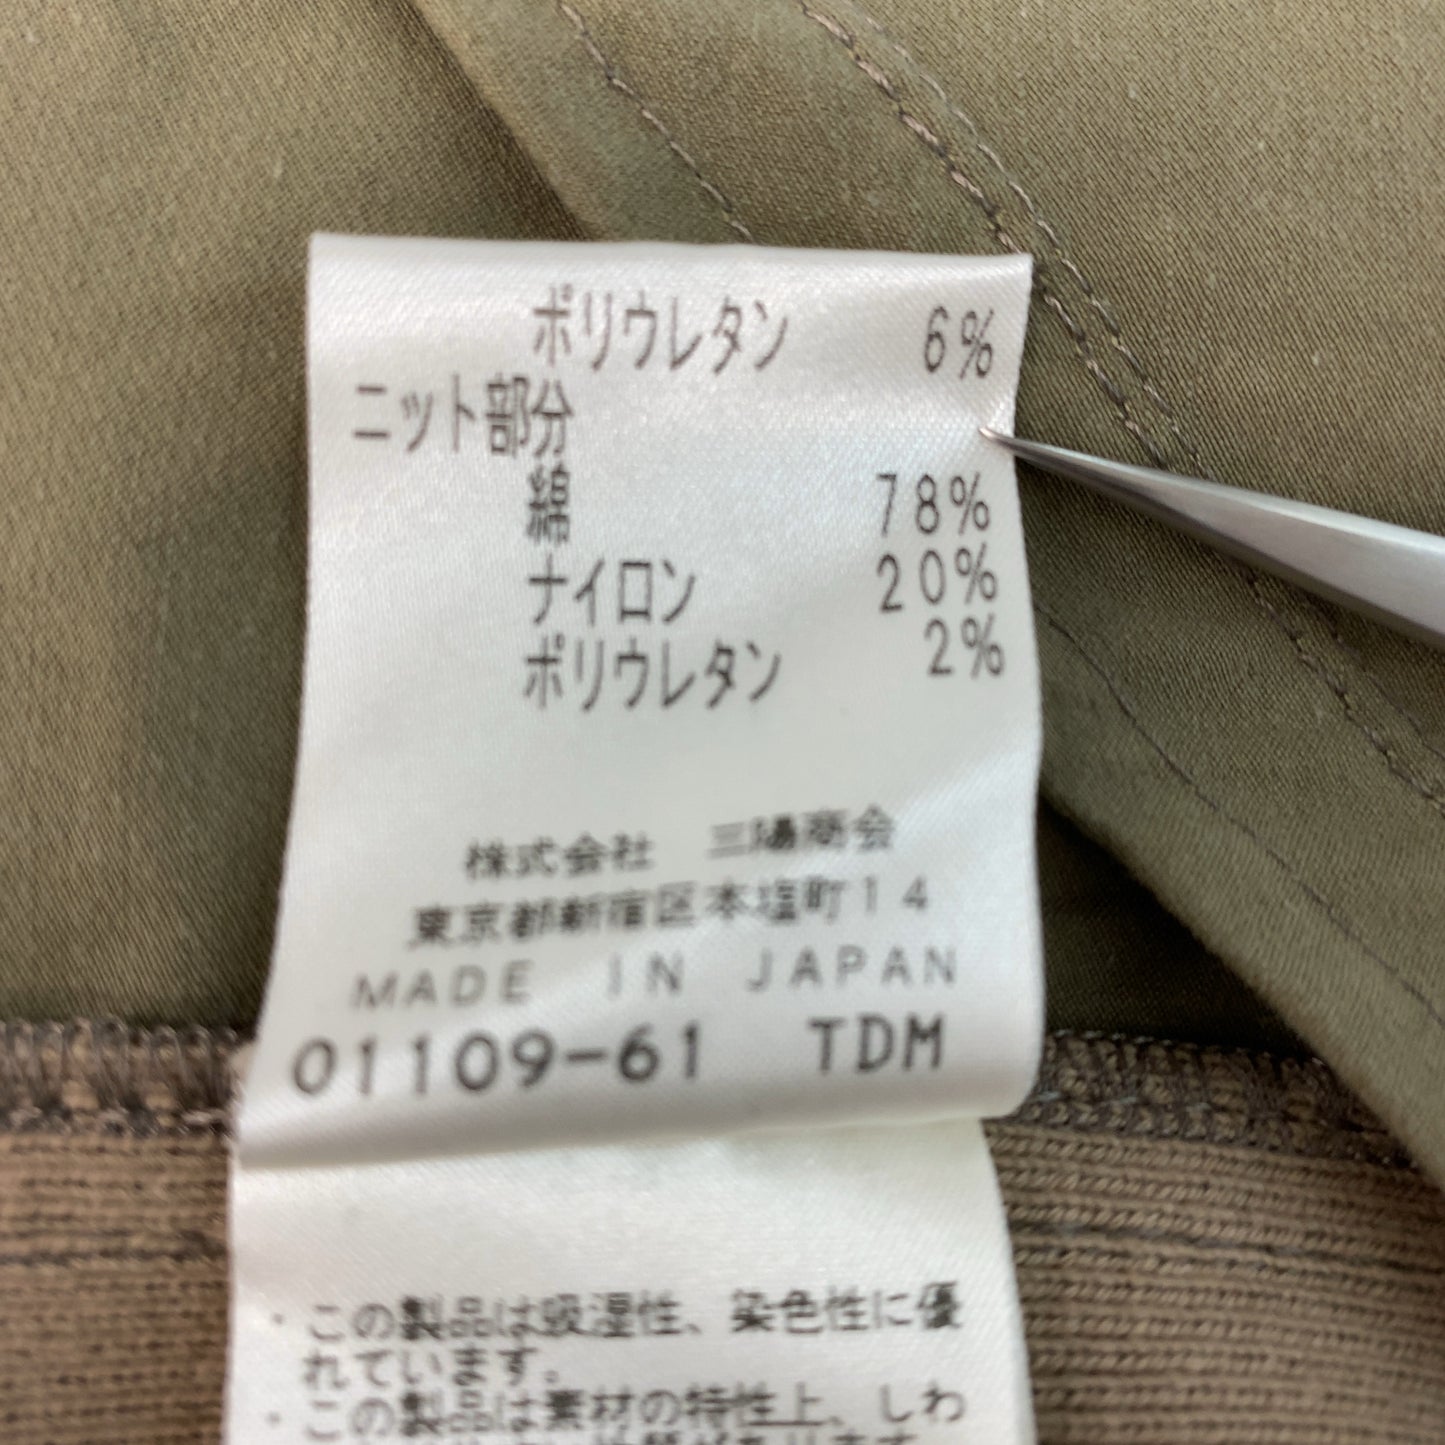 ポリウレタン 6%
ニット部分
綿 78%
ナイロン 20%
ポリウレタン 2%
株式会社 三陽商会
東京都新宿区本塩町14
MADE IN JAPAN
01109-61 TDM
・この製品は吸湿性、染色性に優
れています。
・この製品は素材の特性上、しわ